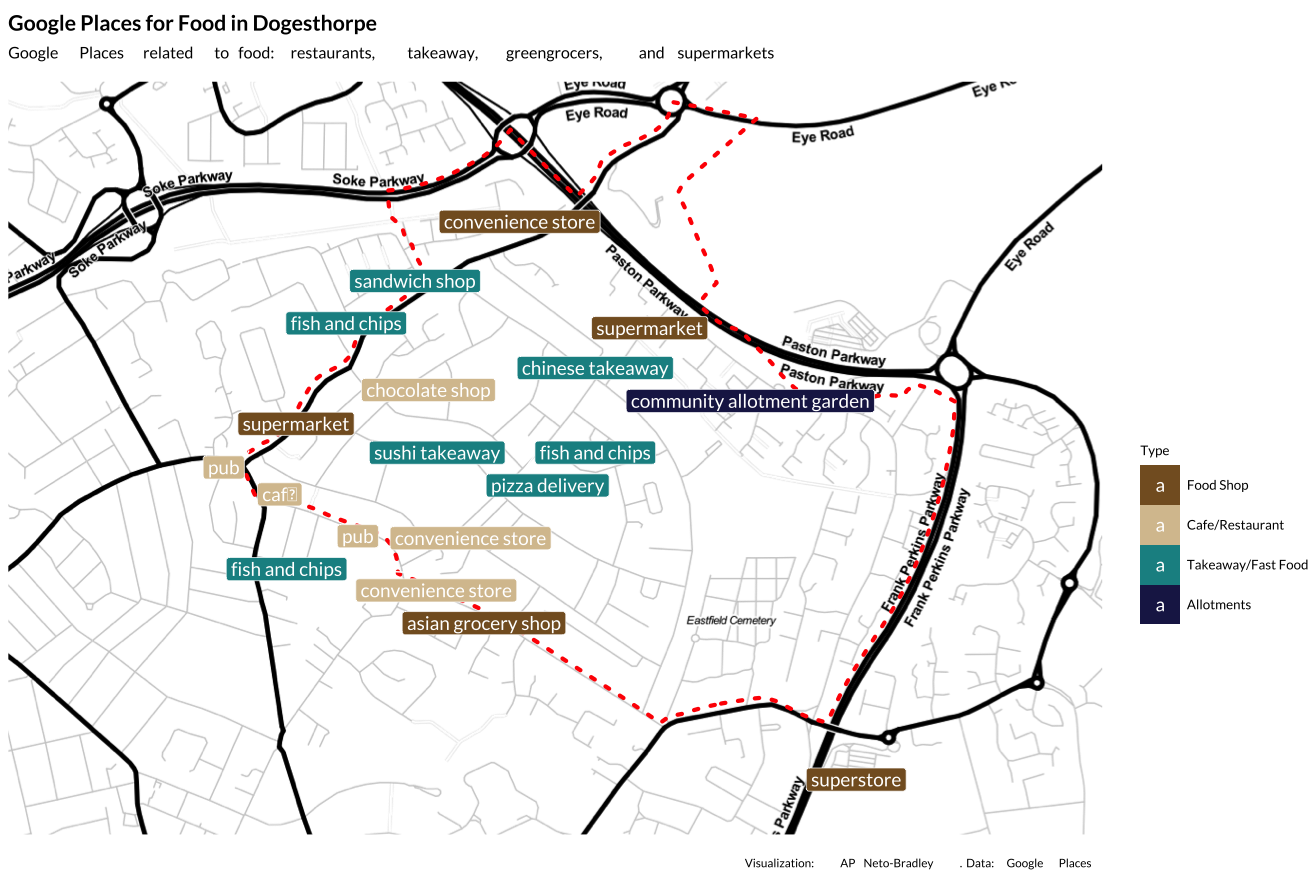 Google Places for Food in Dogesthorpe
Google Places related to food: restaurants, takeaway, greengrocers, and supermarkets
Eye Road
Eye Road
Eye
Eye Road
Soke Parkway
Soke Parkway
Soke Parkway
Parkway
convenience store
Eye Road
Paston Parkway
sandwich shop
fish and chips
supermarket
Paston Parkway
chinese takeaway
Paston Parkway
chocolate shop
community allotment garden
supermarket
sushi takeaway
fish and chips
pub
pizza delivery
caf
Frank Perkins Parkway
Frank Perkins Parkway
pub
convenience store
fish and chips
convenience store
asian grocery shop
Eastfield Cemetery
superstore
s Parkway
Type
a Food Shop
a Cafe/Restaurant
a Takeaway/Fast Food
a Allotments
Visualization: AP Neto-Bradley . Data: Google Places